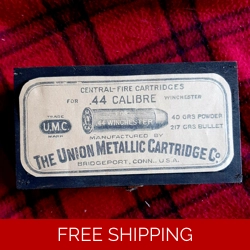 CENTRAL-FIRE CARTRIDGES
FOR .44 CALIBRE WINCHESTER
.44 WINCHESTER
TRADE
U.M.C
MARK
40 GRS POWDER
217 GRS BULLET
MANUFACTURED BY
THE UNION METALLIC CARTRIDGE CO
BRIDGEPORT, CONN., U.S.A.
FREE SHIPPING